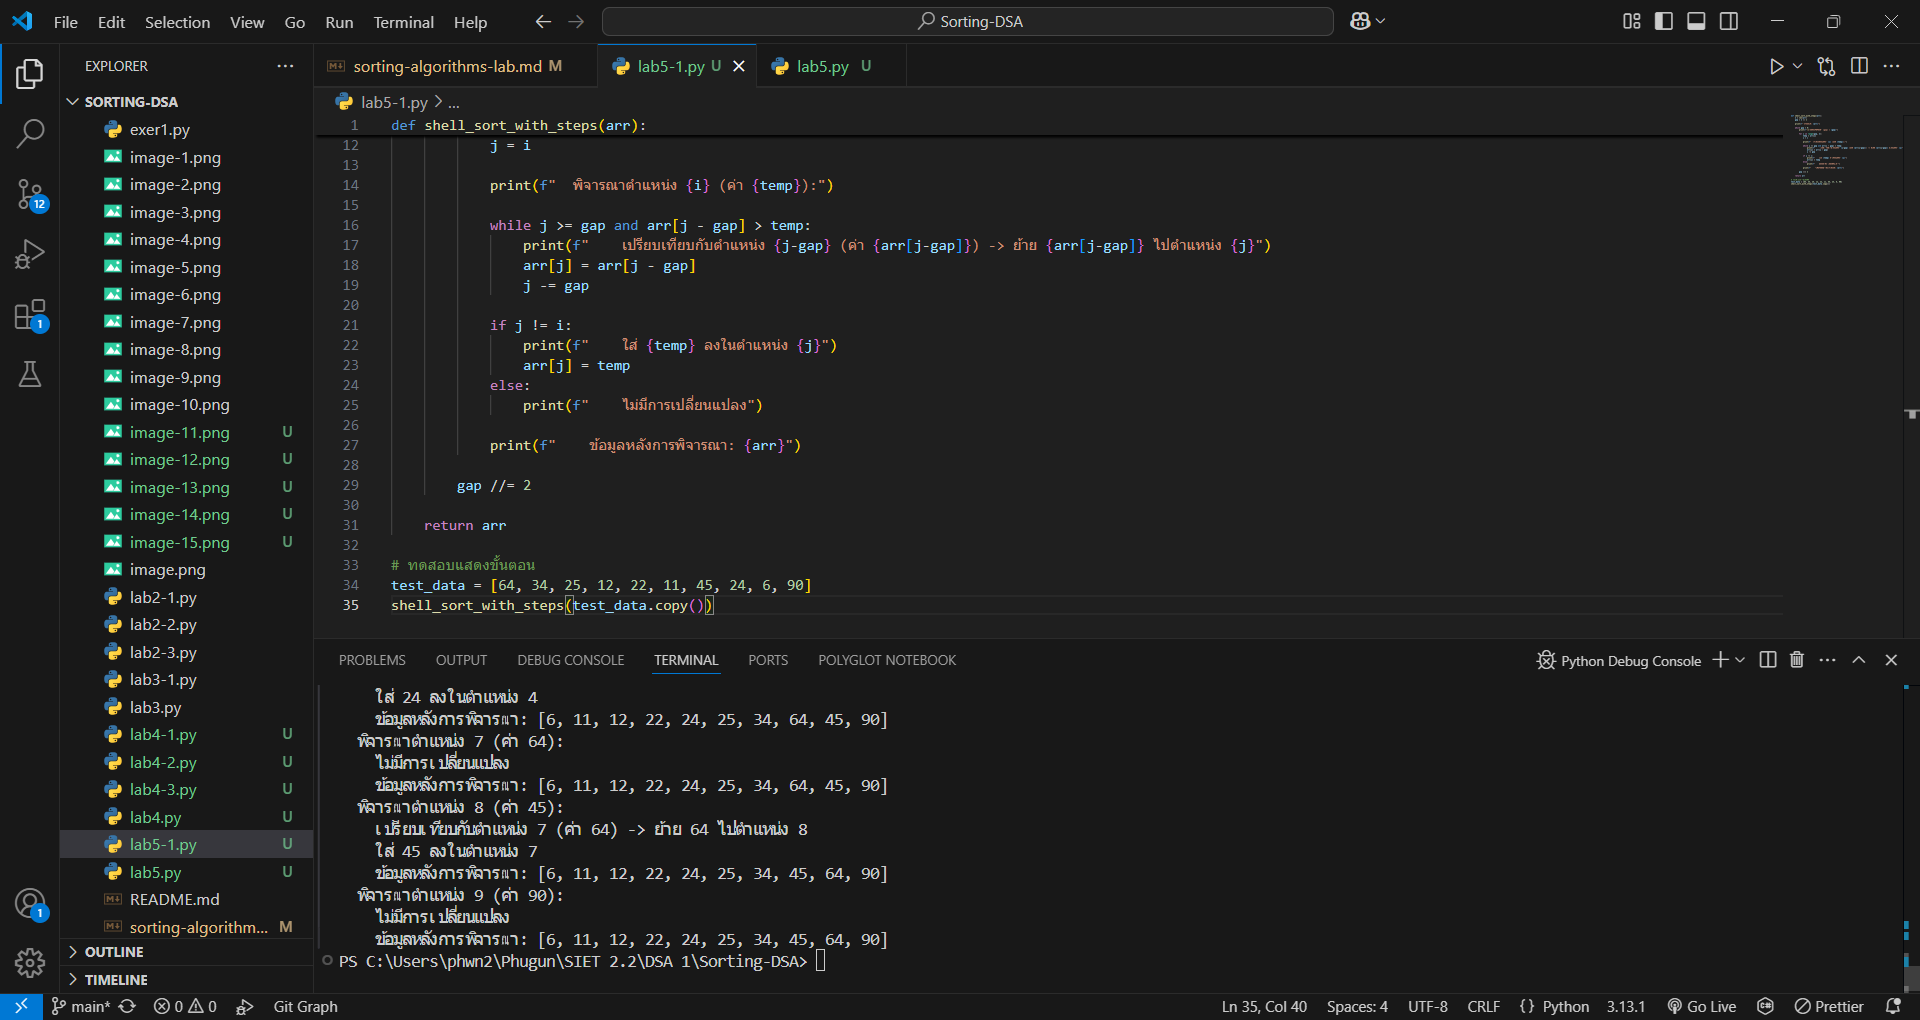 File Edit Selection View Go Run Terminal Help
Sorting-DSA
EXPLORER
SORTING-DSA
exer1.py
image-1.png
image-2.png
image-3.png
image-4.png
image-5.png
image-6.png
image-7.png
image-8.png
image-9.png
image-10.png
image-11.png U
image-12.png U
image-13.png U
image-14.png U
image-15.png U
image.png
lab2-1.py
lab2-2.py
lab2-3.py
lab3-1.py
lab3.py
lab4-1.py U
lab4-2.py U
lab4-3.py U
lab4.py U
lab5-1.py U
lab5.py U
README.md
sorting-algorithm... M
OUTLINE
TIMELINE
12
1
1
sorting-algorithms-lab.md M
lab5-1.py U
lab5.py U
lab5-1.py > ...
1 def shell_sort_with_steps(arr):
12 j = i
13
14 print(f"  พิจารณาตำแหน่ง {i} (ค่า {temp}):")
15
16 while j >= gap and arr[j - gap] > temp:
17 print(f"    เปรียบเทียบกับตำแหน่ง {j-gap} (ค่า {arr[j-gap]}) -> ย้าย {arr[j-gap]} ไปตำแหน่ง {j}")
18 arr[j] = arr[j - gap]
19 j -= gap
20
21 if j != i:
22 print(f"    ใส่ {temp} ลงในตำแหน่ง {j}")
23 arr[j] = temp
24 else:
25 print(f"    ไม่มีการเปลี่ยนแปลง")
26
27 print(f"    ข้อมูลหลังการพิจารณา: {arr}")
28
29 gap //= 2
30
31 return arr
32
33 # ทดสอบแสดงขั้นตอน
34 test_data = [64, 34, 25, 12, 22, 11, 45, 24, 6, 90]
35 shell_sort_with_steps(test_data.copy())
PROBLEMS OUTPUT DEBUG CONSOLE TERMINAL PORTS POLYGLOT NOTEBOOK
Python Debug Console
ใส่ 24 ลงในตำแหน่ง 4
ข้อมูลหลังการพิจารณา: [6, 11, 12, 22, 24, 25, 34, 64, 45, 90]
พิจารณาตำแหน่ง 7 (ค่า 64):
ไม่มีการเปลี่ยนแปลง
ข้อมูลหลังการพิจารณา: [6, 11, 12, 22, 24, 25, 34, 64, 45, 90]
พิจารณาตำแหน่ง 8 (ค่า 45):
เปรียบเทียบกับตำแหน่ง 7 (ค่า 64) -> ย้าย 64 ไปตำแหน่ง 8
ใส่ 45 ลงในตำแหน่ง 7
ข้อมูลหลังการพิจารณา: [6, 11, 12, 22, 24, 25, 34, 45, 64, 90]
พิจารณาตำแหน่ง 9 (ค่า 90):
ไม่มีการเปลี่ยนแปลง
ข้อมูลหลังการพิจารณา: [6, 11, 12, 22, 24, 25, 34, 45, 64, 90]
PS C:\Users\phwn2\Phugun\SIET 2.2\DSA 1\Sorting-DSA>
main* 0 0 Git Graph
Ln 35, Col 40 Spaces: 4 UTF-8 CRLF {} Python 3.13.1 Go Live Prettier